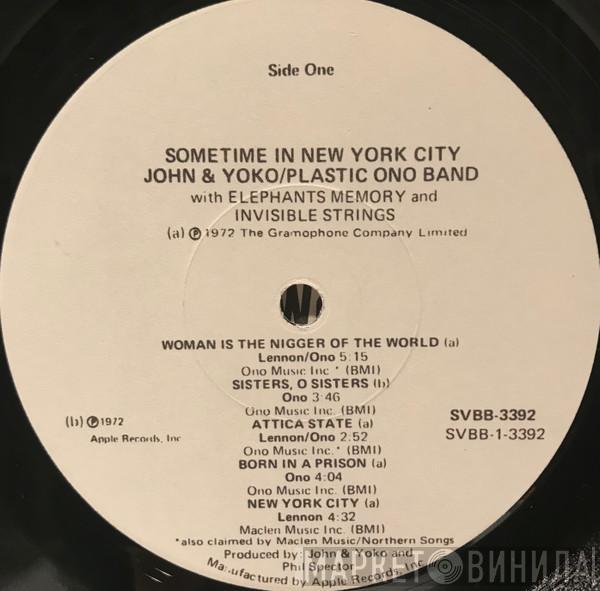 Side One
SOMETIME IN NEW YORK CITY
JOHN & YOKO/PLASTIC ONO BAND
with ELEPHANTS MEMORY and
INVISIBLE STRINGS
(a) ℗ 1972 The Gramophone Company Limited
WOMAN IS THE NIGGER OF THE WORLD (a)
Lennon/Ono 5:15
Ono Music Inc.* (BMI)
SISTERS, O SISTERS (b)
Ono 3:46
Ono Music Inc. (BMI)
ATTICA STATE (a)
Lennon/Ono 2:52
Ono Music Inc.* (BMI)
BORN IN A PRISON (a)
Ono 4:04
Ono Music Inc. (BMI)
NEW YORK CITY (a)
Lennon 4:32
Maclen Music Inc. (BMI)
(b) ℗ 1972
Apple Records, Inc
SVBB-3392
SVBB-1-3392
*also claimed by Maclen Music/Northern Songs
Produced by: John & Yoko and
Phil Spector
Manufactured by Apple Records, Inc.
МАРКЕТ ВИНИЛА